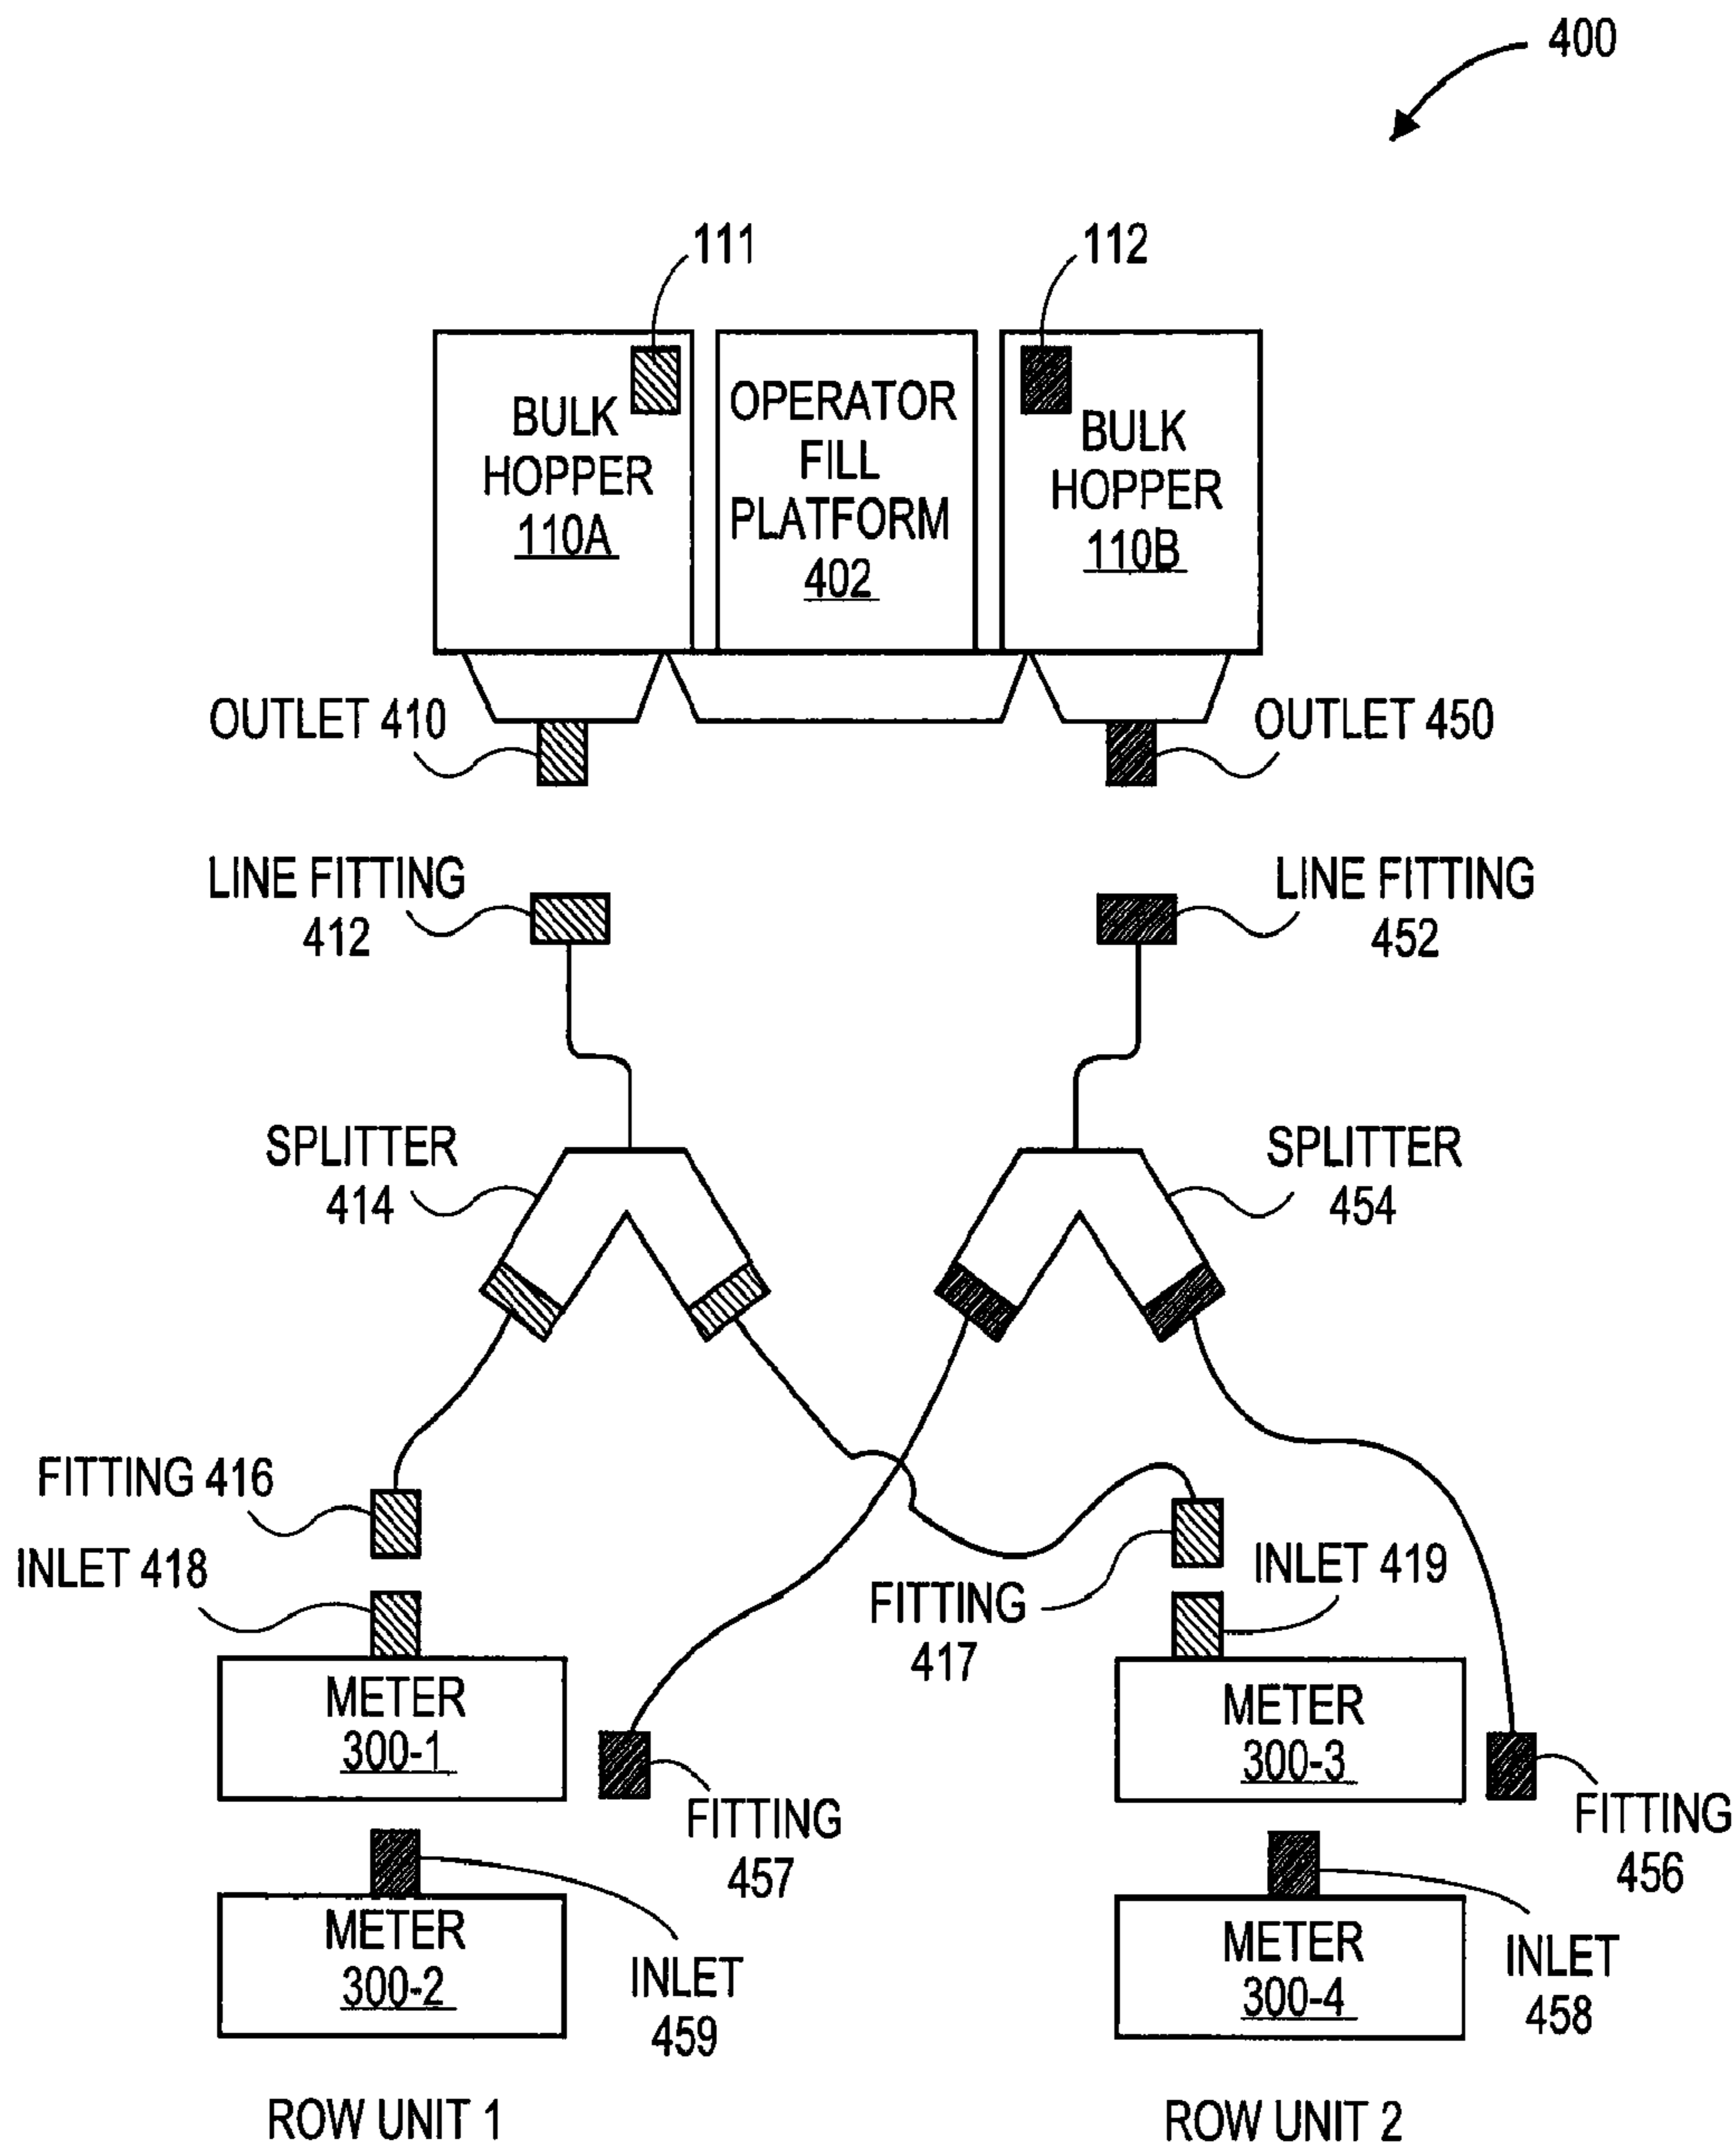 400
111
112
BULK
HOPPER
110A
OPERATOR
FILL
PLATFORM
402
BULK
HOPPER
110B
OUTLET 410
OUTLET 450
LINE FITTING
412
LINE FITTING
452
SPLITTER
414
SPLITTER
454
FITTING 416
INLET 418
FITTING
417
INLET 419
METER
300-1
METER
300-3
FITTING
457
FITTING
456
METER
300-2
INLET
459
METER
300-4
INLET
458
ROW UNIT 1
ROW UNIT 2